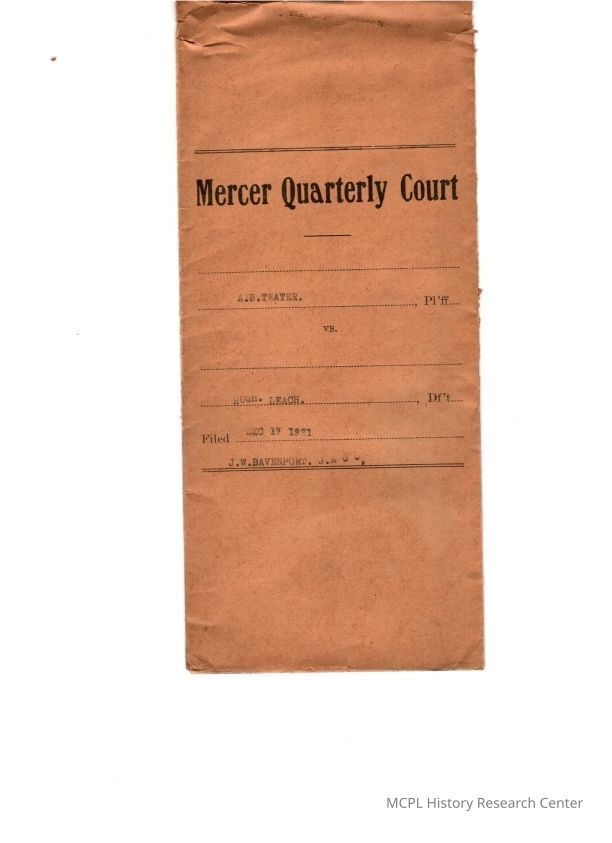 Mercer Quarterly Court
A.B.TEATER. , Pl'ff
vs.
HUGH. LEACH. , Df't
Filed DEC 17 1921
J.W.DAVENPORT. J.M
MCPL History Research Center